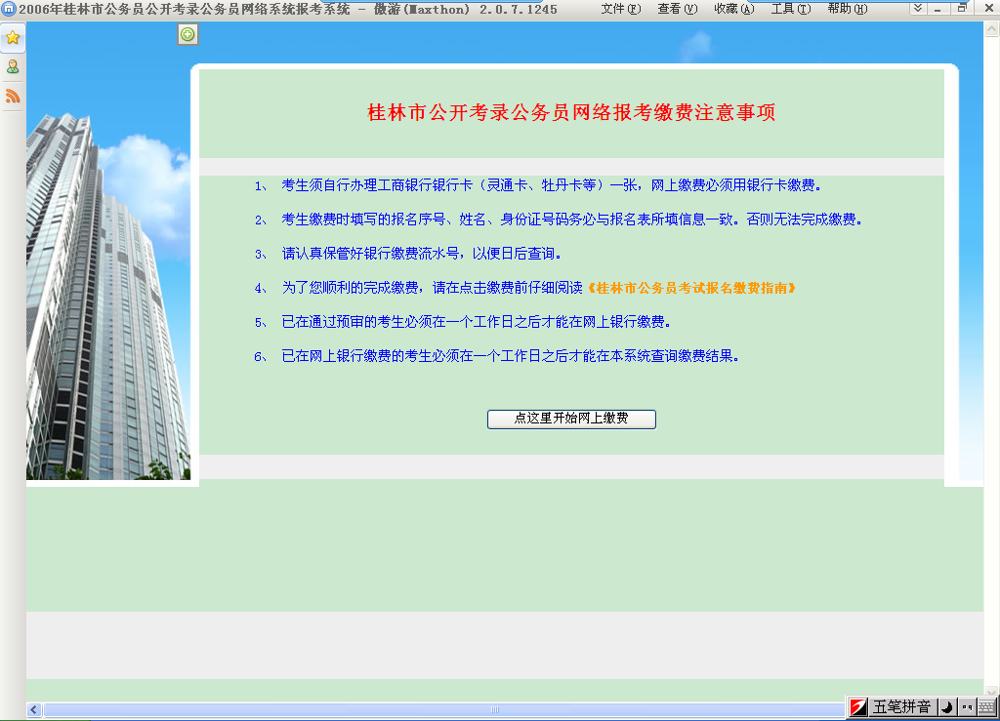 2006年桂林市公务员公开考录公务员网络系统报考系统 - 傲游(Maxthon) 2.0.7.1245
文件(F) 查看(V) 收藏(A) 工具(T) 帮助(H)
桂林市公开考录公务员网络报考缴费注意事项
1、 考生须自行办理工商银行银行卡（灵通卡、牡丹卡等）一张，网上缴费必须用银行卡缴费。
2、 考生缴费时填写的报名序号、姓名、身份证号码务必与报名表所填信息一致。否则无法完成缴费。
3、 请认真保管好银行缴费流水号，以便日后查询。
4、 为了您顺利的完成缴费，请在点击缴费前仔细阅读《桂林市公务员考试报名缴费指南》
5、 已在通过预审的考生必须在一个工作日之后才能在网上银行缴费。
6、 已在网上银行缴费的考生必须在一个工作日之后才能在本系统查询缴费结果。
点这里开始网上缴费
五笔拼音